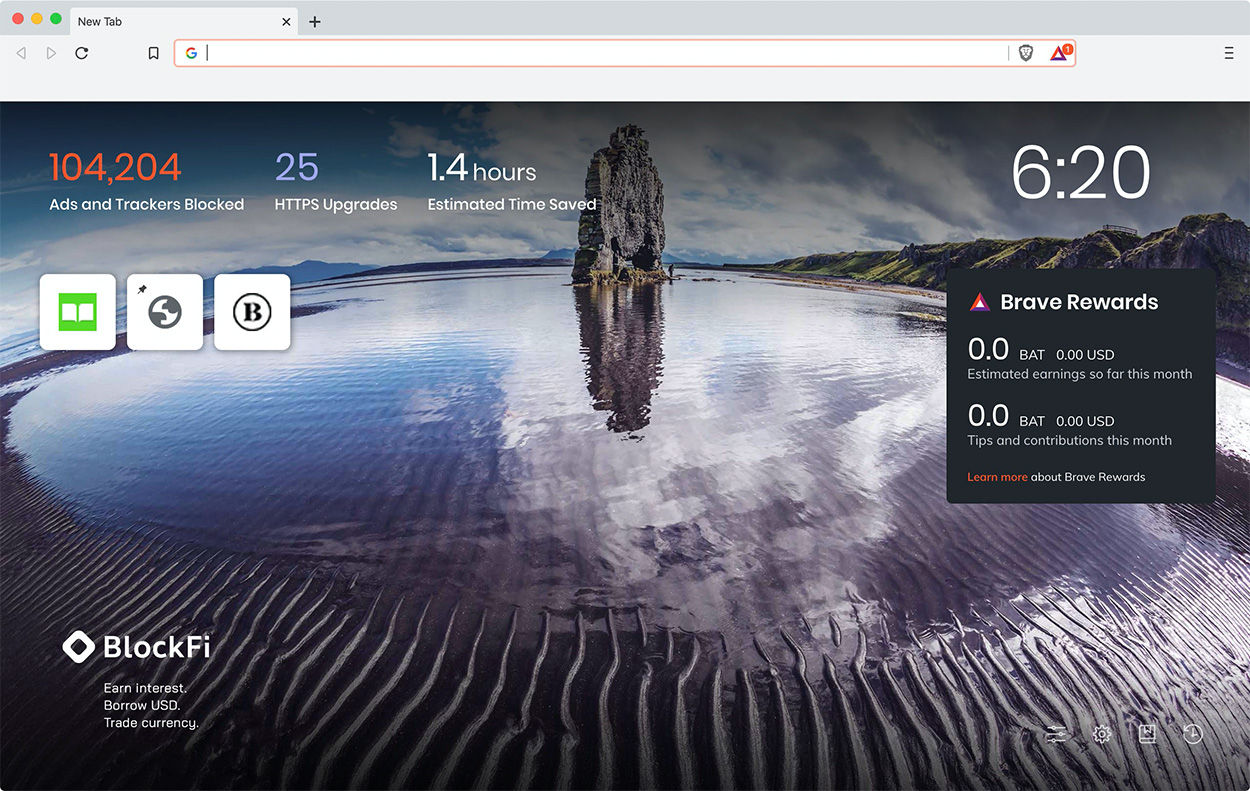 New Tab
1
104,204
Ads and Trackers Blocked
25
HTTPS Upgrades
1.4 hours
Estimated Time Saved
6:20
B
Brave Rewards
0.0 BAT 0.00 USD
Estimated earnings so far this month
0.0 BAT 0.00 USD
Tips and contributions this month
Learn more about Brave Rewards
BlockFi
Earn interest.
Borrow USD.
Trade currency.